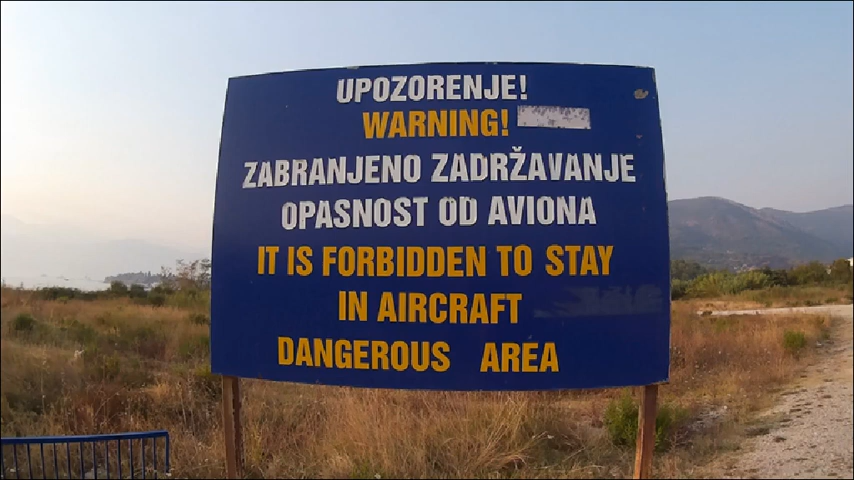 UPOZORENJE!
WARNING!
ZABRANJENO ZADRŽAVANJE
OPASNOST OD AVIONA
IT IS FORBIDDEN TO STAY
IN AIRCRAFT
DANGEROUS AREA